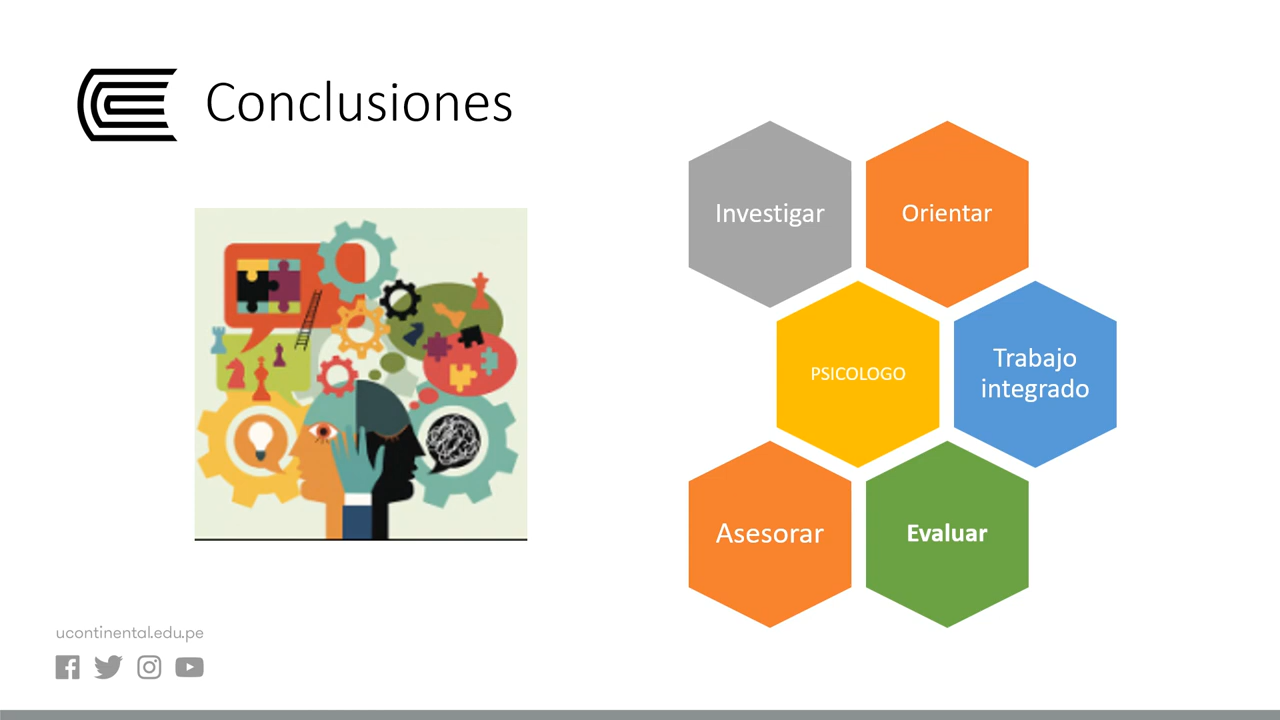 Conclusiones
Investigar
Orientar
PSICOLOGO
Trabajo
integrado
Asesorar
Evaluar
ucontinental.edu.pe